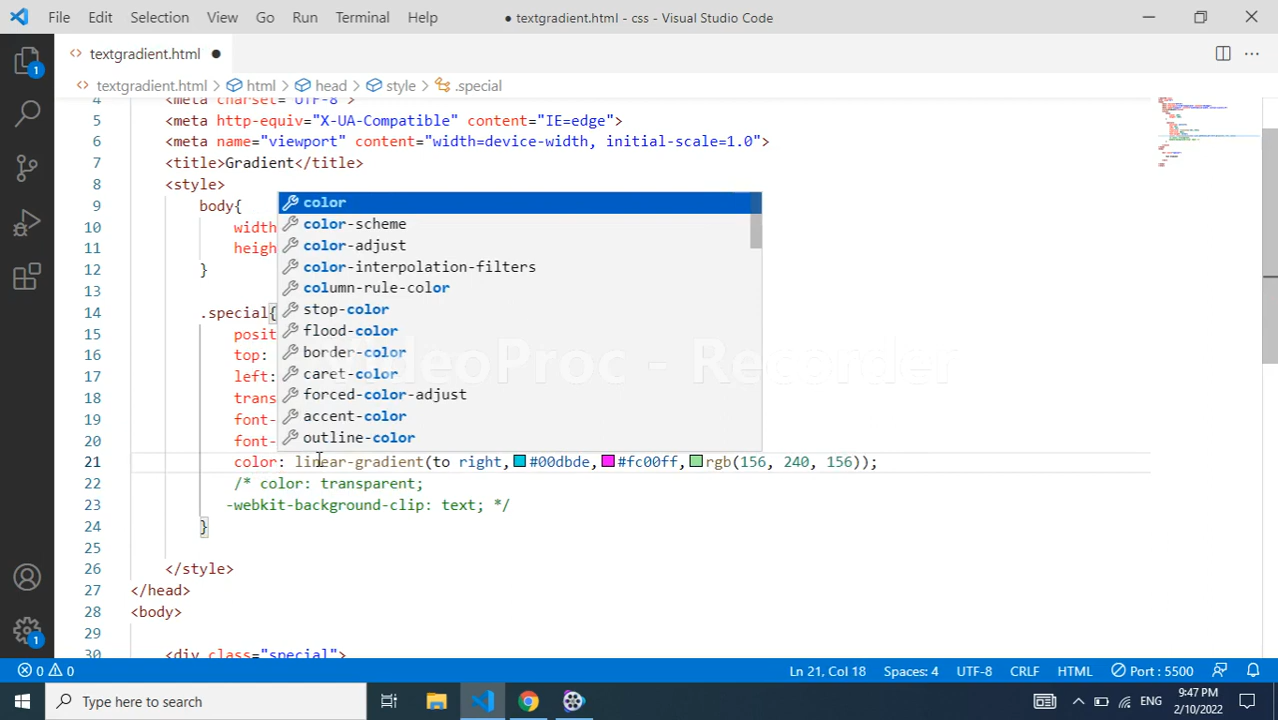 File Edit Selection View Go Run Terminal Help ● textgradient.html - css - Visual Studio Code
textgradient.html ●
textgradient.html > html > head > style > .special
4 <meta charset="UTF-8">
5 <meta http-equiv="X-UA-Compatible" content="IE=edge">
6 <meta name="viewport" content="width=device-width, initial-scale=1.0">
7 <title>Gradient</title>
8 <style>
9 body{
10 width
11 heigh
12 }
13
14 .special{
15 posit
16 top:
17 left:
18 trans
19 font-
20 font-
color
color-scheme
color-adjust
color-interpolation-filters
column-rule-color
stop-color
flood-color
border-color
caret-color
forced-color-adjust
accent-color
outline-color
VideoProc - Recorder
21 color: linear-gradient(to right,#00dbde,#fc00ff,rgb(156, 240, 156));
22 /* color: transparent;
23 -webkit-background-clip: text; */
24 }
25
26 </style>
27 </head>
28 <body>
29
30 <div class="special">
1
1
0 0 Ln 21, Col 18 Spaces: 4 UTF-8 CRLF HTML Port : 5500
Type here to search
ENG
9:47 PM
2/10/2022